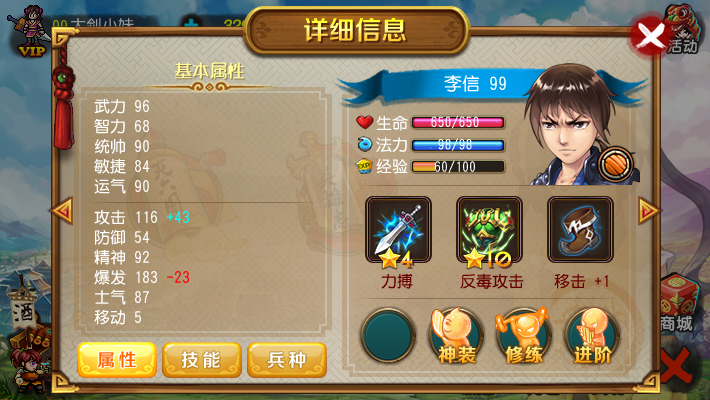 VIP
大剑小妹
详细信息
活动
基本属性
武力 96
智力 68
统帅 90
敏捷 84
运气 90
攻击 116 +43
防御 54
精神 92
爆发 183 -23
士气 87
移动 5
属性
技能
兵种
李信 99
生命 650/650
法力 98/98
EXP 经验 60/100
4
力搏
10
反毒攻击
移击 +1
神装
修练
进阶
酒
商城